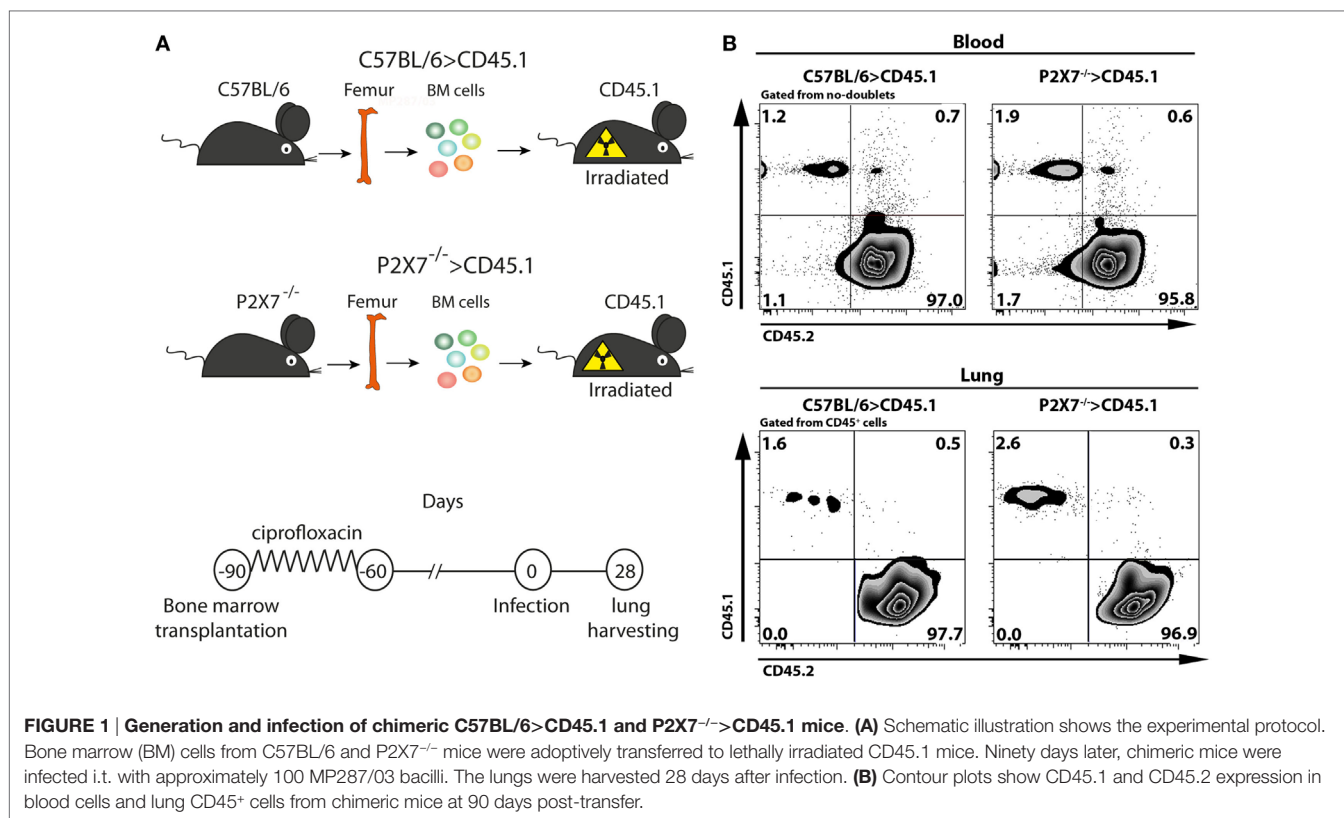 A
C57BL/6>CD45.1
C57BL/6
Femur
BM cells
CD45.1
Irradiated
P2X7-/->CD45.1
P2X7-/-
Femur
BM cells
CD45.1
Irradiated
Days
ciprofloxacin
-90
-60
0
28
Bone marrow
transplantation
Infection
lung
harvesting
B
Blood
C57BL/6>CD45.1
P2X7-/->CD45.1
Gated from no-doublets
1.2
0.7
1.9
0.6
CD45.1
1.1
97.0
1.7
95.8
CD45.2
Lung
C57BL/6>CD45.1
P2X7-/->CD45.1
Gated from CD45⁺ cells
1.6
0.5
2.6
0.3
CD45.1
0.0
97.7
0.0
96.9
CD45.2
FIGURE 1 | Generation and infection of chimeric C57BL/6>CD45.1 and P2X7−/−>CD45.1 mice. (A) Schematic illustration shows the experimental protocol.
Bone marrow (BM) cells from C57BL/6 and P2X7−/− mice were adoptively transferred to lethally irradiated CD45.1 mice. Ninety days later, chimeric mice were
infected i.t. with approximately 100 MP287/03 bacilli. The lungs were harvested 28 days after infection. (B) Contour plots show CD45.1 and CD45.2 expression in
blood cells and lung CD45⁺ cells from chimeric mice at 90 days post-transfer.